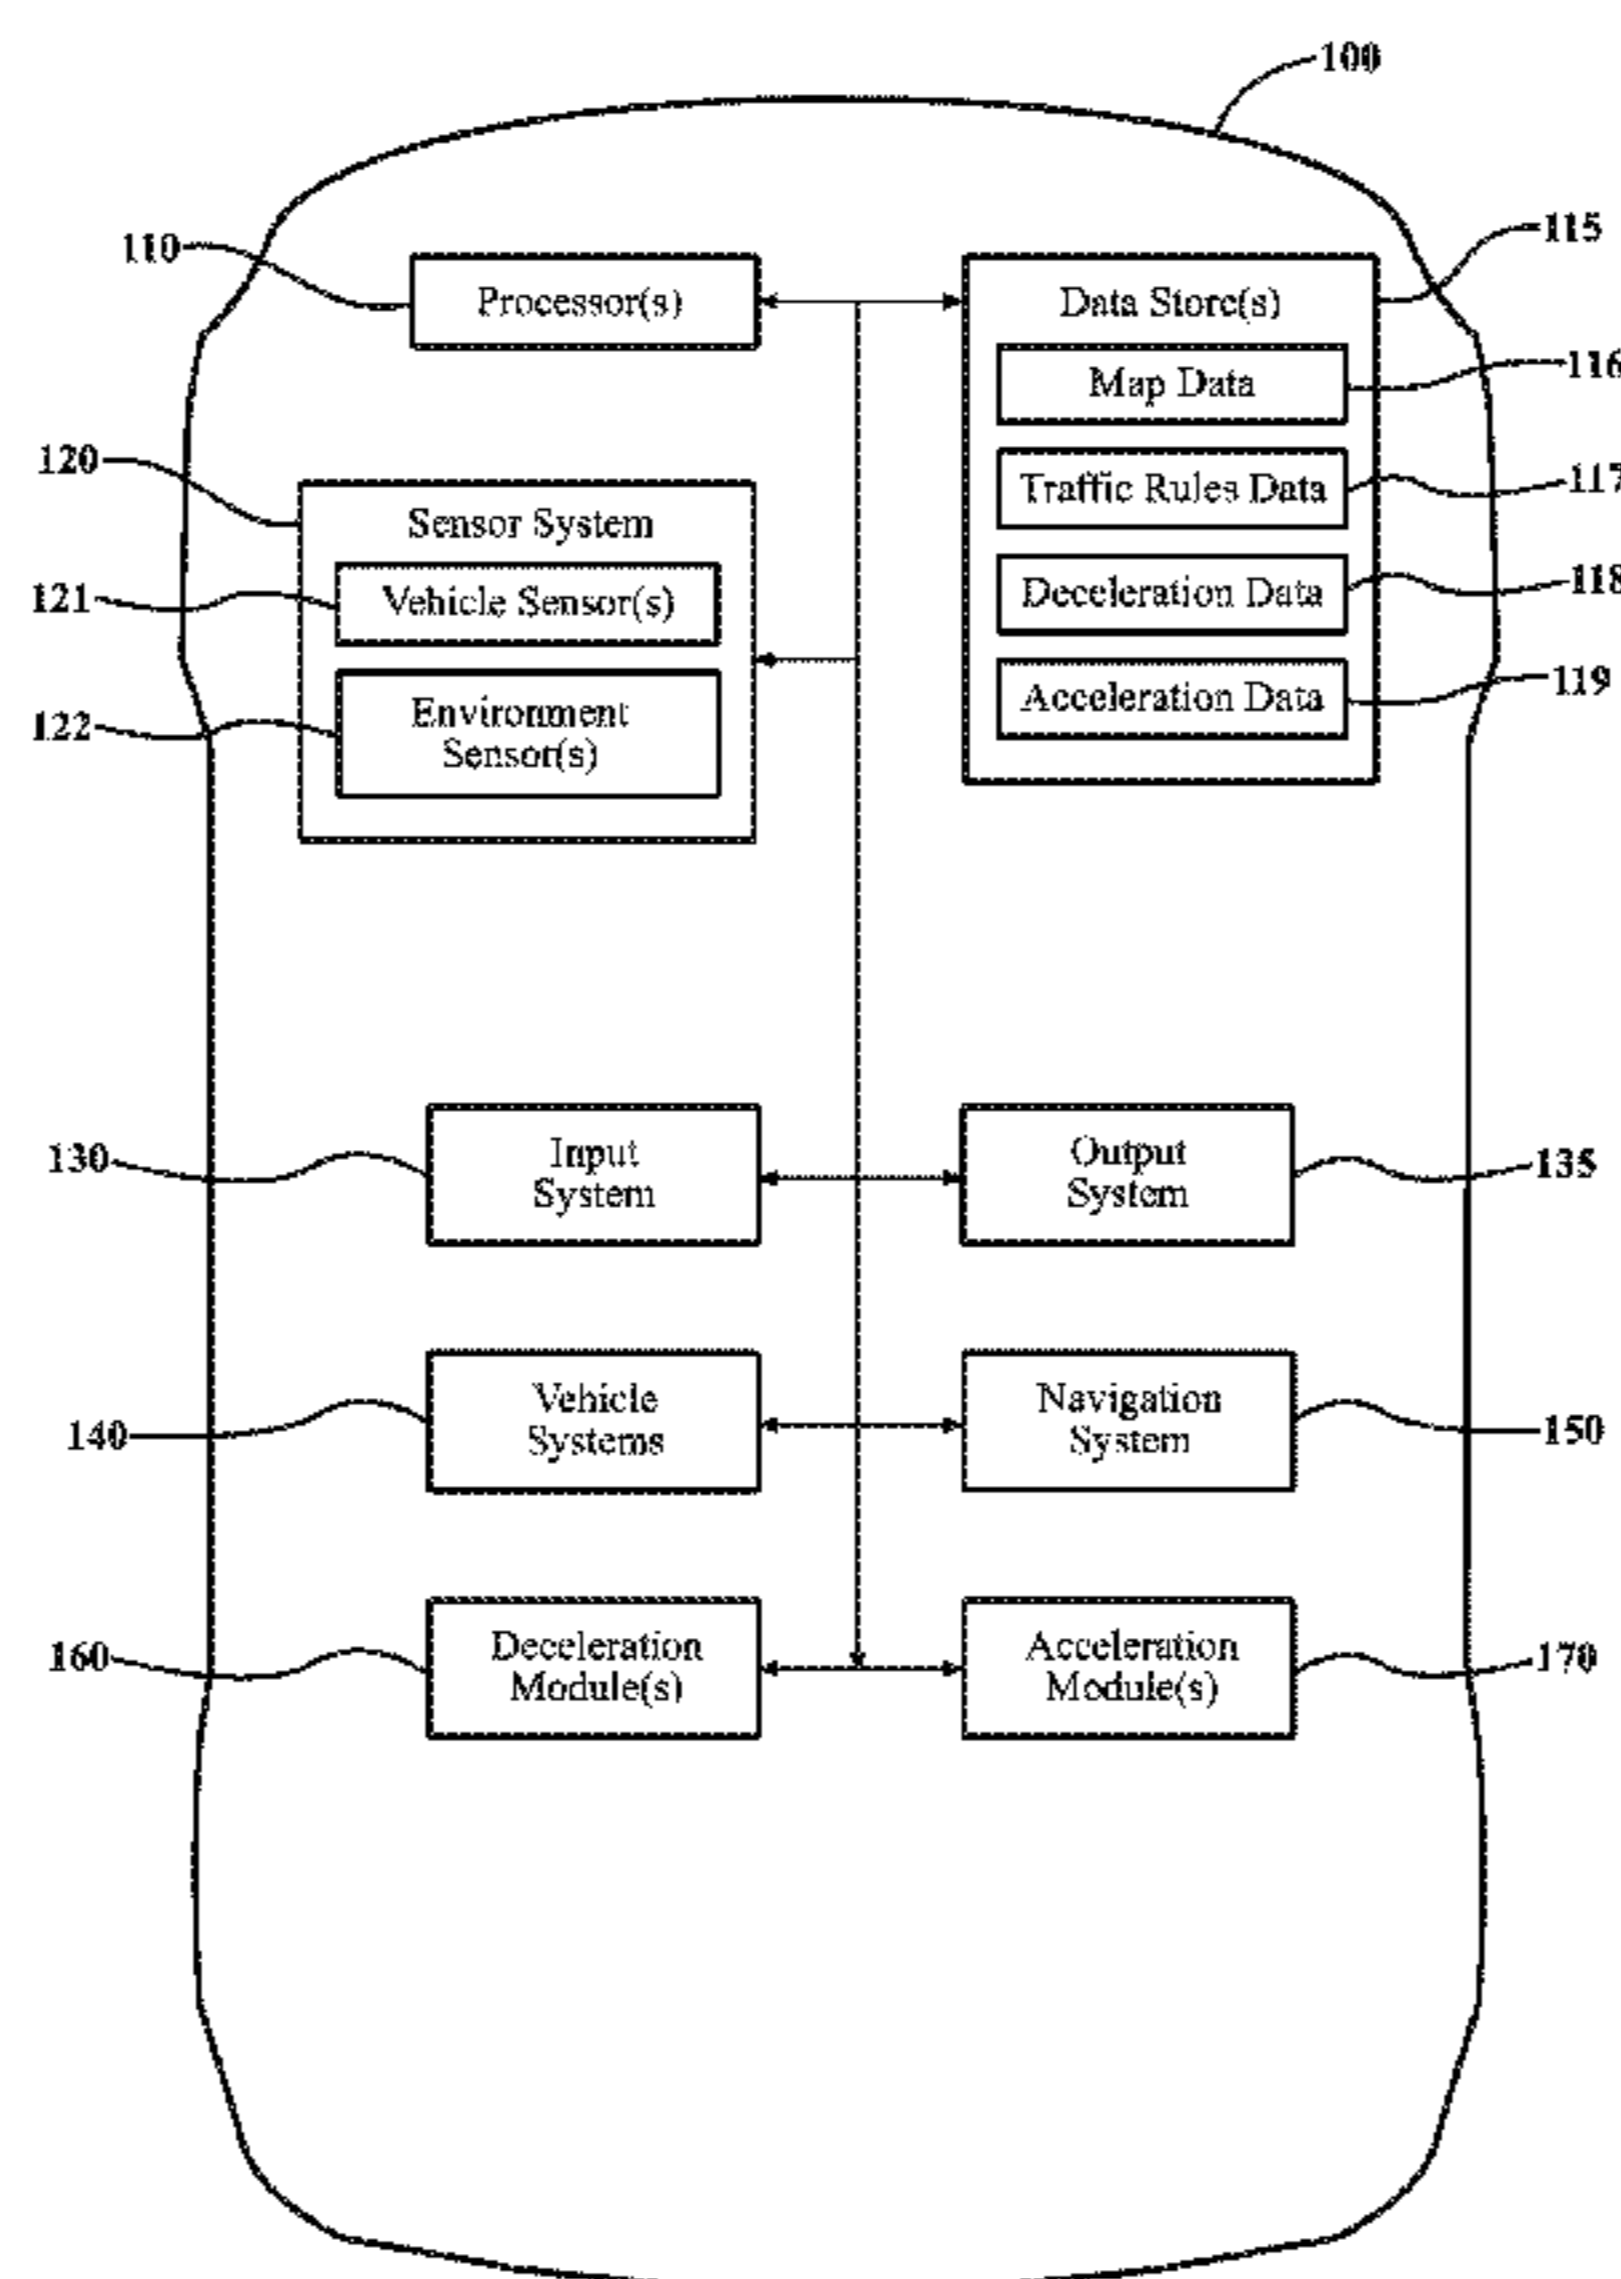 100
110
Processor(s)
Data Store(s)
115
Map Data
116
Traffic Rules Data
117
Deceleration Data
118
Acceleration Data
119
120
Sensor System
121
Vehicle Sensor(s)
122
Environment
Sensor(s)
130
Input
System
Output
System
135
140
Vehicle
Systems
Navigation
System
150
160
Deceleration
Module(s)
Acceleration
Module(s)
170